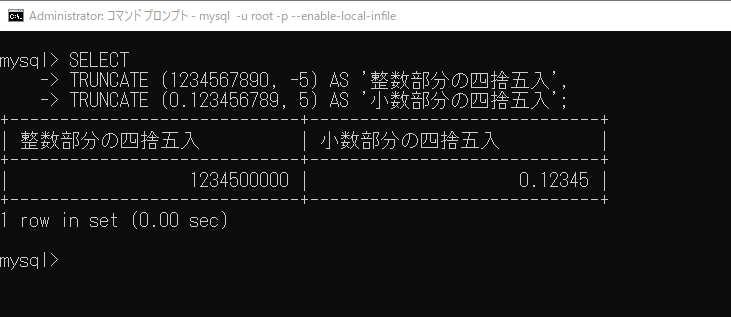 Administrator: コマンドプロンプト - mysql -u root -p --enable-local-infile
mysql> SELECT
    -> TRUNCATE (1234567890, -5) AS '整数部分の四捨五入',
    -> TRUNCATE (0.123456789, 5) AS '小数部分の四捨五入';
+-----------------------------+-----------------------------+
| 整数部分の四捨五入          | 小数部分の四捨五入          |
+-----------------------------+-----------------------------+
|                  1234500000 |                     0.12345 |
+-----------------------------+-----------------------------+
1 row in set (0.00 sec)
mysql>